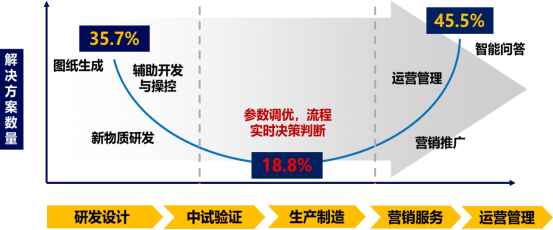 解决方案数量
35.7%
45.5%
图纸生成
辅助开发
与操控
智能问答
运营管理
参数调优，流程
实时决策判断
新物质研发
营销推广
18.8%
研发设计
中试验证
生产制造
营销服务
运营管理